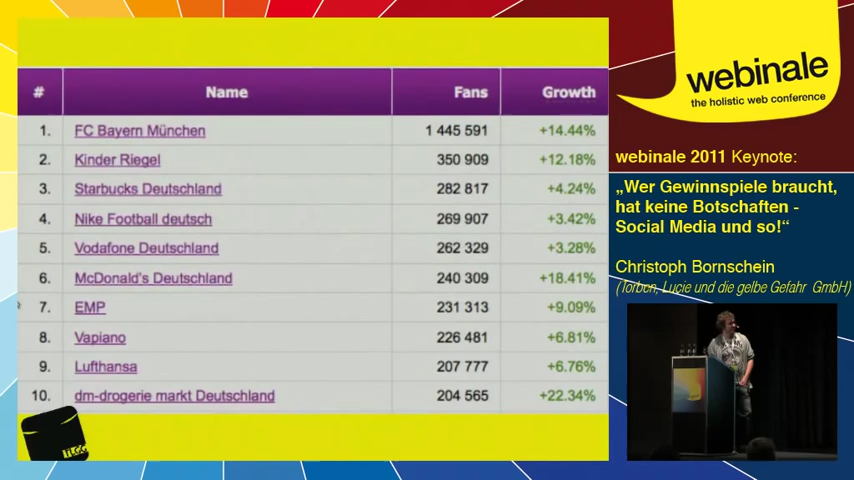 # Name Fans Growth
1. FC Bayern München 1 445 591 +14.44%
2. Kinder Riegel 350 909 +12.18%
3. Starbucks Deutschland 282 817 +4.24%
4. Nike Football deutsch 269 907 +3.42%
5. Vodafone Deutschland 262 329 +3.28%
6. McDonald's Deutschland 240 309 +18.41%
7. EMP 231 313 +9.09%
8. Vapiano 226 481 +6.81%
9. Lufthansa 207 777 +6.76%
10. dm-drogerie markt Deutschland 204 565 +22.34%
TLGG
webinale
the holistic web conference
webinale 2011 Keynote:
„Wer Gewinnspiele braucht,
hat keine Botschaften -
Social Media und so!“
Christoph Bornschein
(Torben, Lucie und die gelbe Gefahr GmbH)